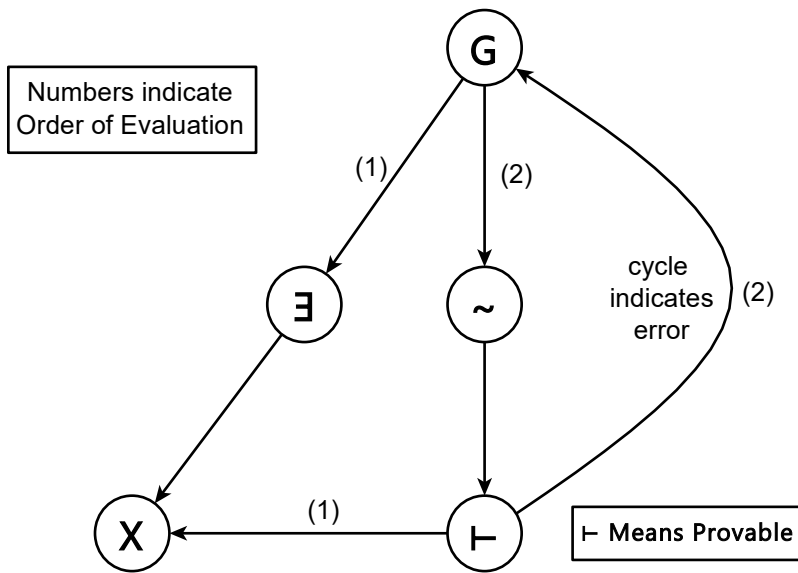 G
Numbers indicate
Order of Evaluation
(1)
(2)
∃
~
cycle
indicates
error
(2)
X
(1)
⊢
⊢ Means Provable